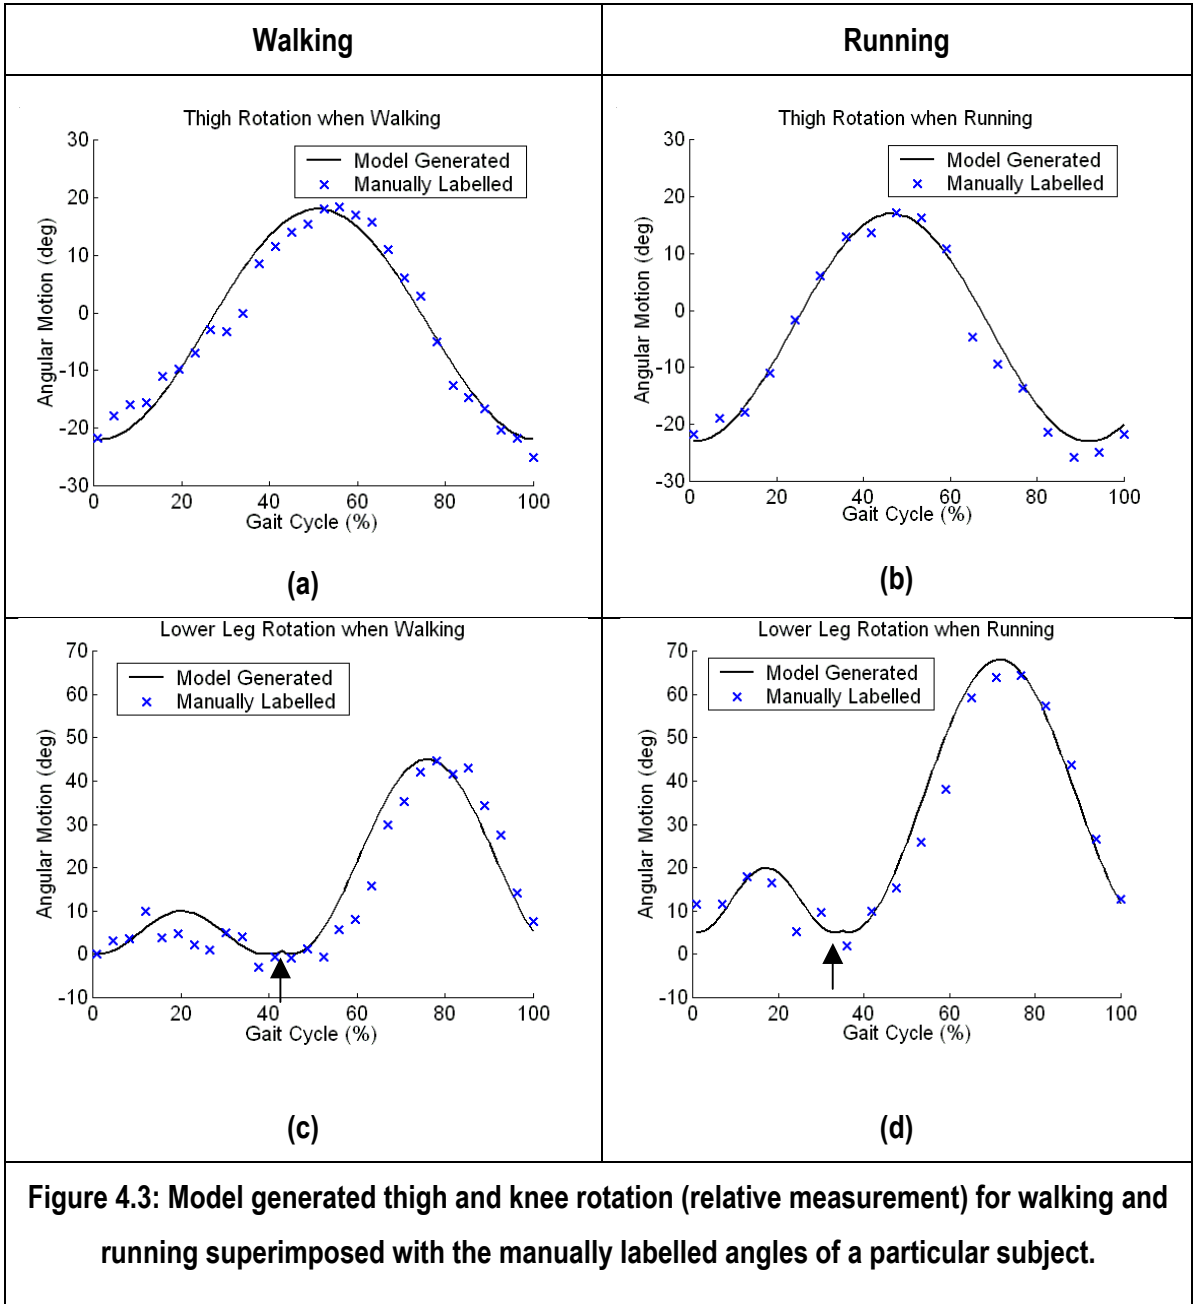 Walking
Running
Thigh Rotation when Walking
30
20
10
0
-10
-20
-30
Angular Motion (deg)
Model Generated
Manually Labelled
0 20 40 60 80 100
Gait Cycle (%)
(a)
Thigh Rotation when Running
30
20
10
0
-10
-20
-30
Angular Motion (deg)
Model Generated
Manually Labelled
0 20 40 60 80 100
Gait Cycle (%)
(b)
Lower Leg Rotation when Walking
70
60
50
40
30
20
10
0
-10
Angular Motion (deg)
Model Generated
Manually Labelled
0 20 40 60 80 100
Gait Cycle (%)
(c)
Lower Leg Rotation when Running
70
60
50
40
30
20
10
0
-10
Angular Motion (deg)
Model Generated
Manually Labelled
0 20 40 60 80 100
Gait Cycle (%)
(d)
Figure 4.3: Model generated thigh and knee rotation (relative measurement) for walking and
running superimposed with the manually labelled angles of a particular subject.